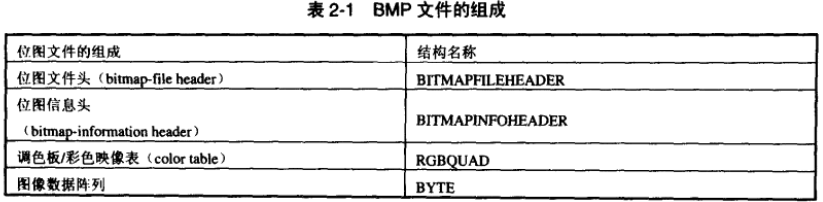 表 2-1 BMP 文件的组成
位图文件的组成 结构名称
位图文件头（bitmap-file header） BITMAPFILEHEADER
位图信息头
（bitmap-information header） BITMAPINFOHEADER
调色板/彩色映像表（color table） RGBQUAD
图像数据阵列 BYTE